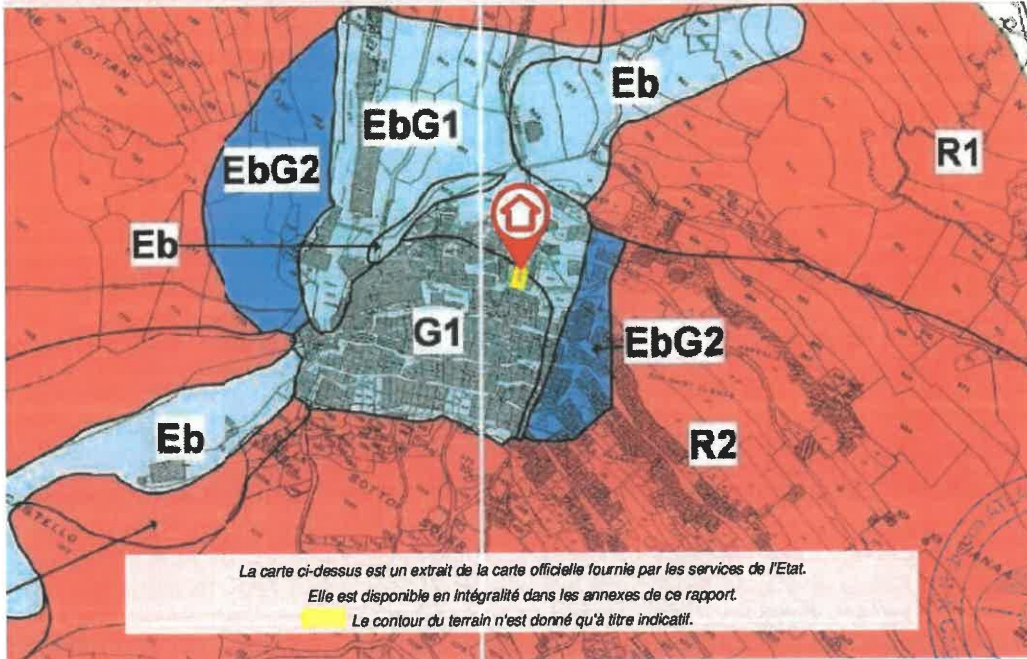 SOTTAN
Eb
EbG1
R1
EbG2
Eb
G1
EbG2
Eb
R2
La carte ci-dessus est un extrait de la carte officielle fournie par les services de l'Etat.
Elle est disponible en intégralité dans les annexes de ce rapport.
Le contour du terrain n'est donné qu'à titre indicatif.